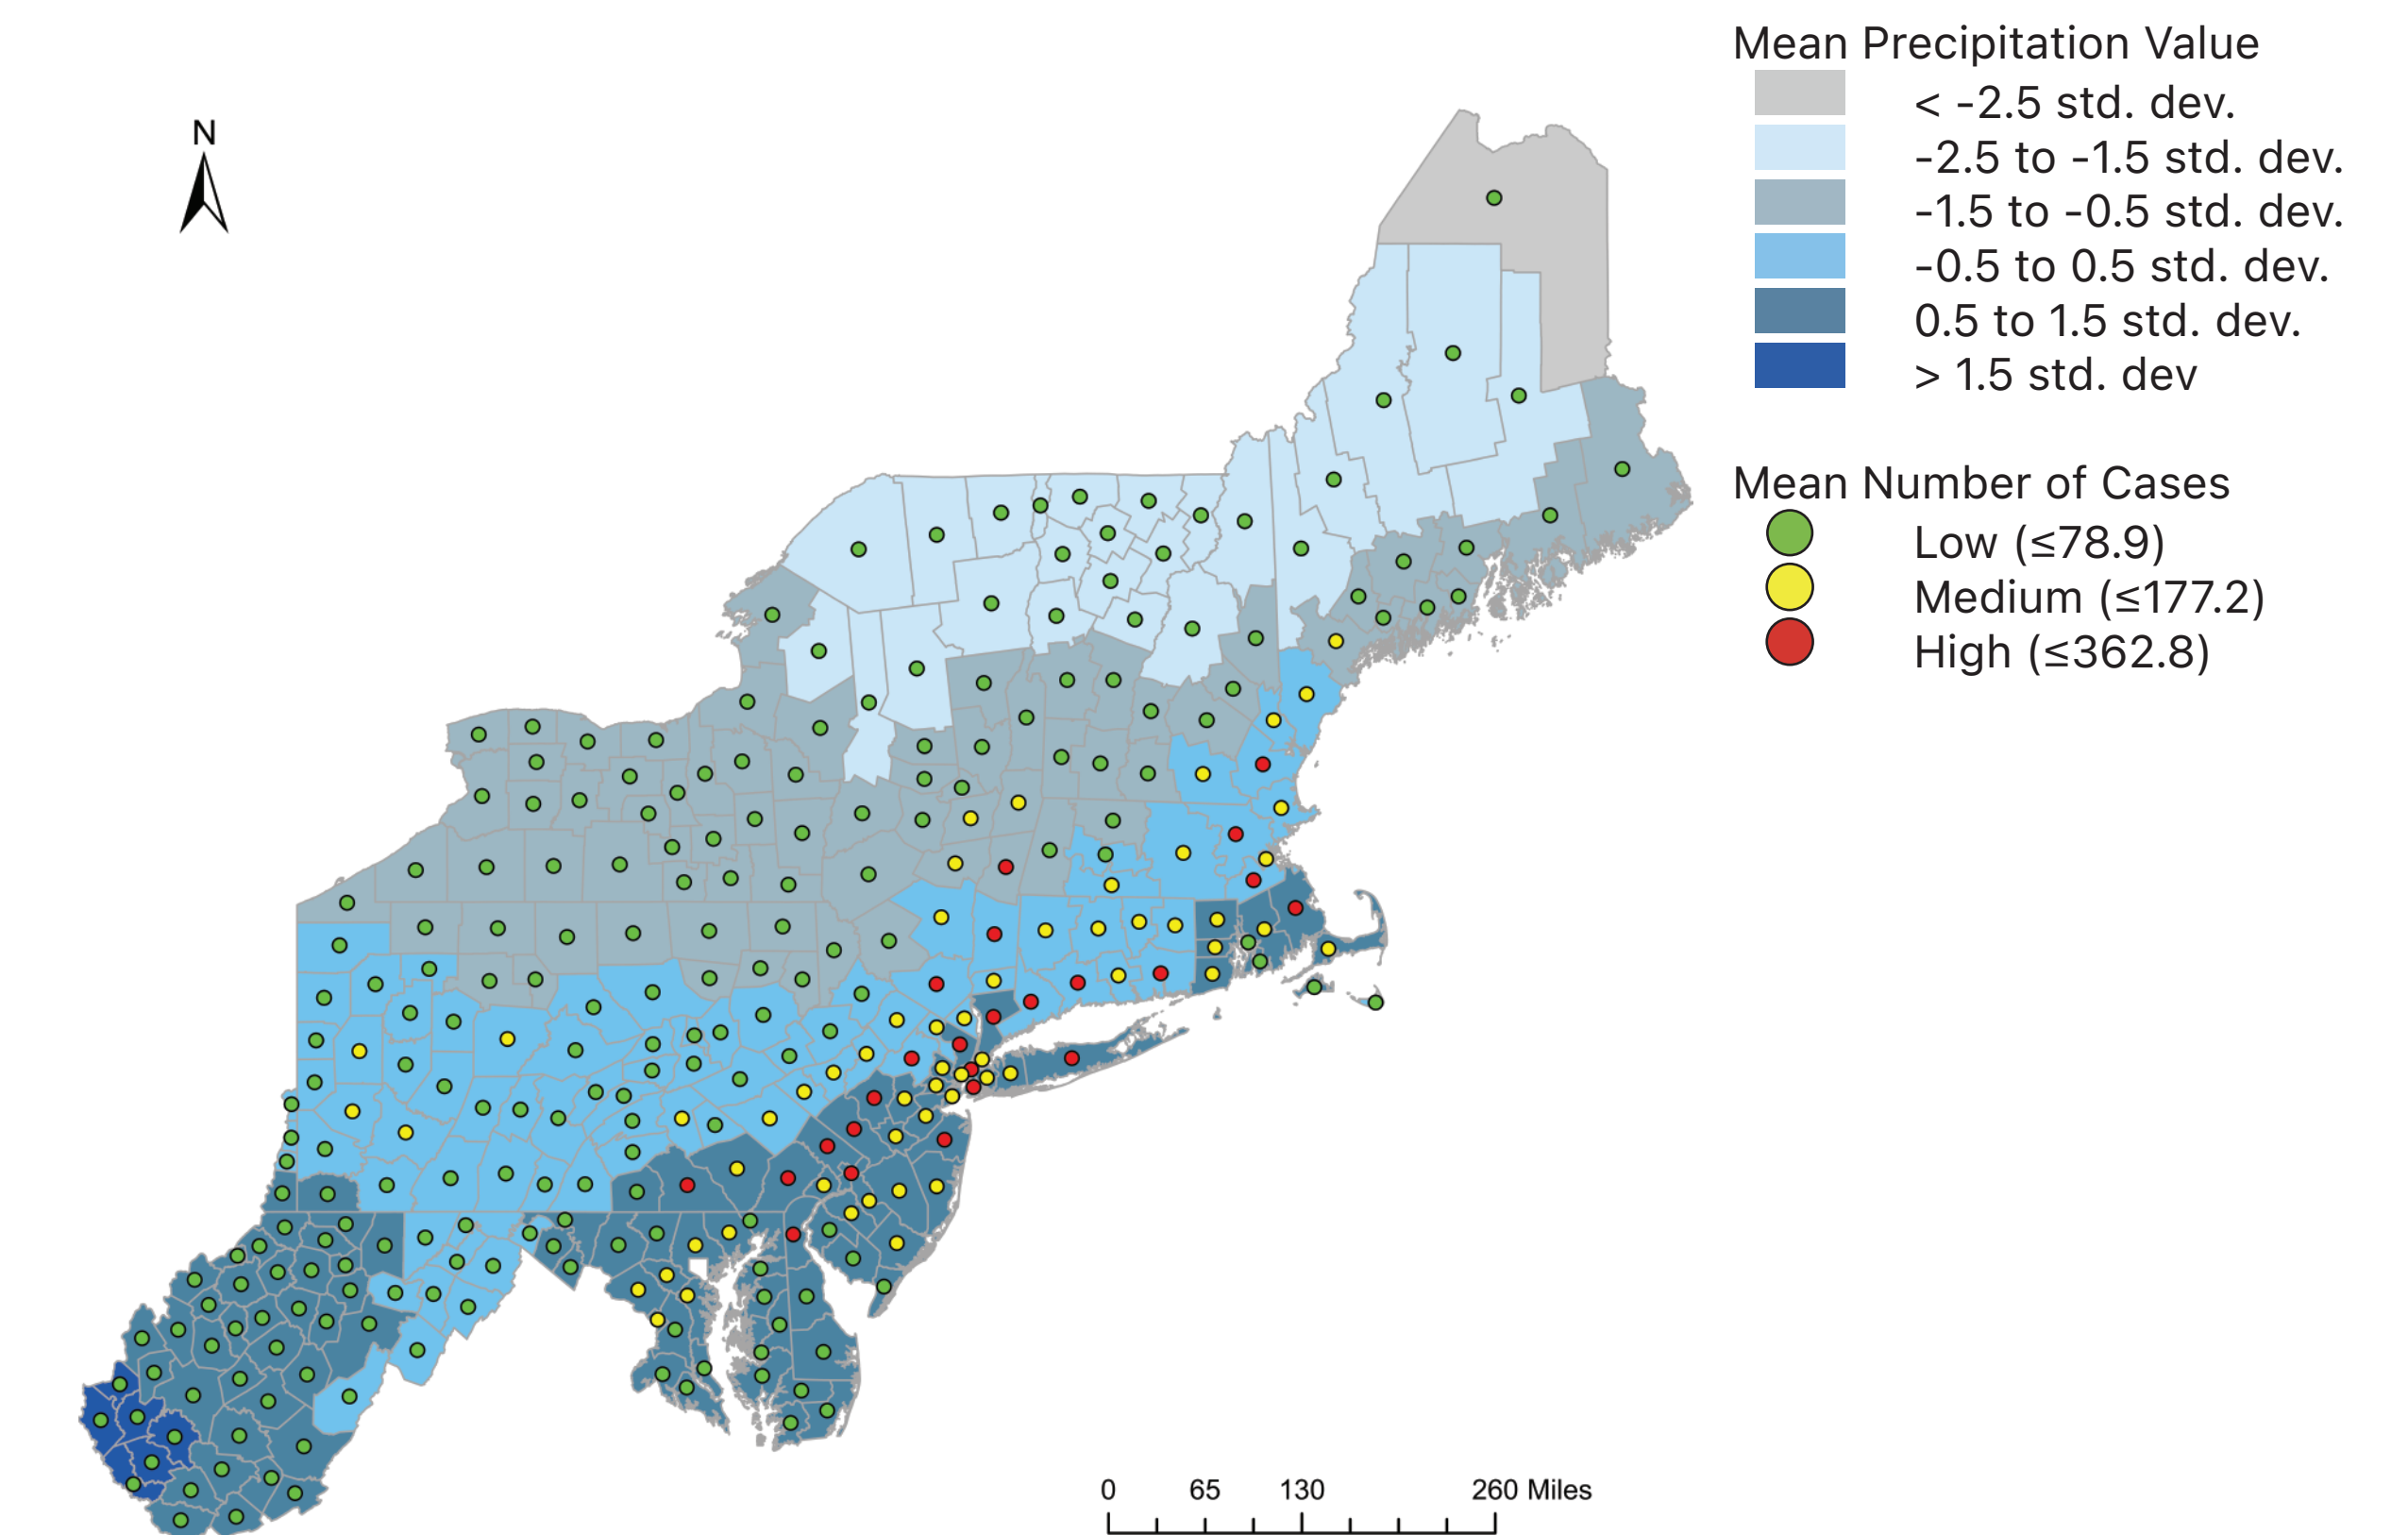 N
Mean Precipitation Value
< -2.5 std. dev.
-2.5 to -1.5 std. dev.
-1.5 to -0.5 std. dev.
-0.5 to 0.5 std. dev.
0.5 to 1.5 std. dev.
> 1.5 std. dev
Mean Number of Cases
Low (≤78.9)
Medium (≤177.2)
High (≤362.8)
0 65 130 260 Miles